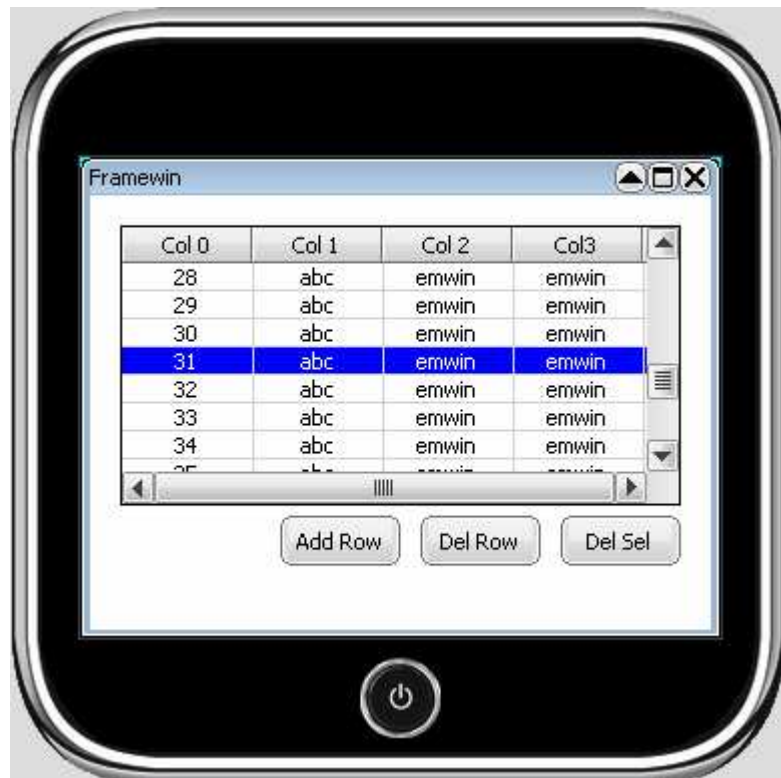 Framewin
Col 0 Col 1 Col 2 Col3
28 abc emwin emwin
29 abc emwin emwin
30 abc emwin emwin
31 abc emwin emwin
32 abc emwin emwin
33 abc emwin emwin
34 abc emwin emwin
Add Row Del Row Del Sel